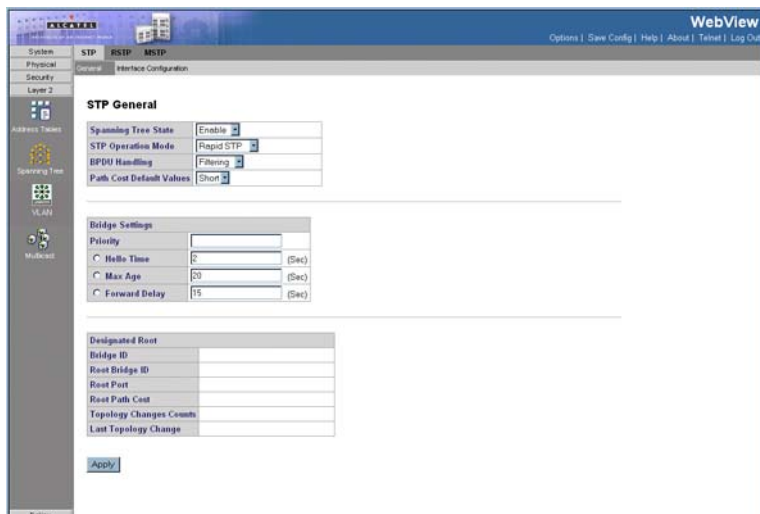 ALCATEL
WebView
Options | Save Config | Help | About | Telnet | Log Out
System
Physical
Security
Layer 2
Address Tables
Spanning Tree
VLAN
Multicast
STP RSTP MSTP
General Interface Configuration
STP General
Spanning Tree State Enable
STP Operation Mode Rapid STP
BPDU Handling Filtering
Path Cost Default Values Short
Bridge Settings
Priority
Hello Time 2 (Sec)
Max Age 20 (Sec)
Forward Delay 15 (Sec)
Designated Root
Bridge ID
Root Bridge ID
Root Port
Root Path Cost
Topology Changes Counts
Last Topology Change
Apply